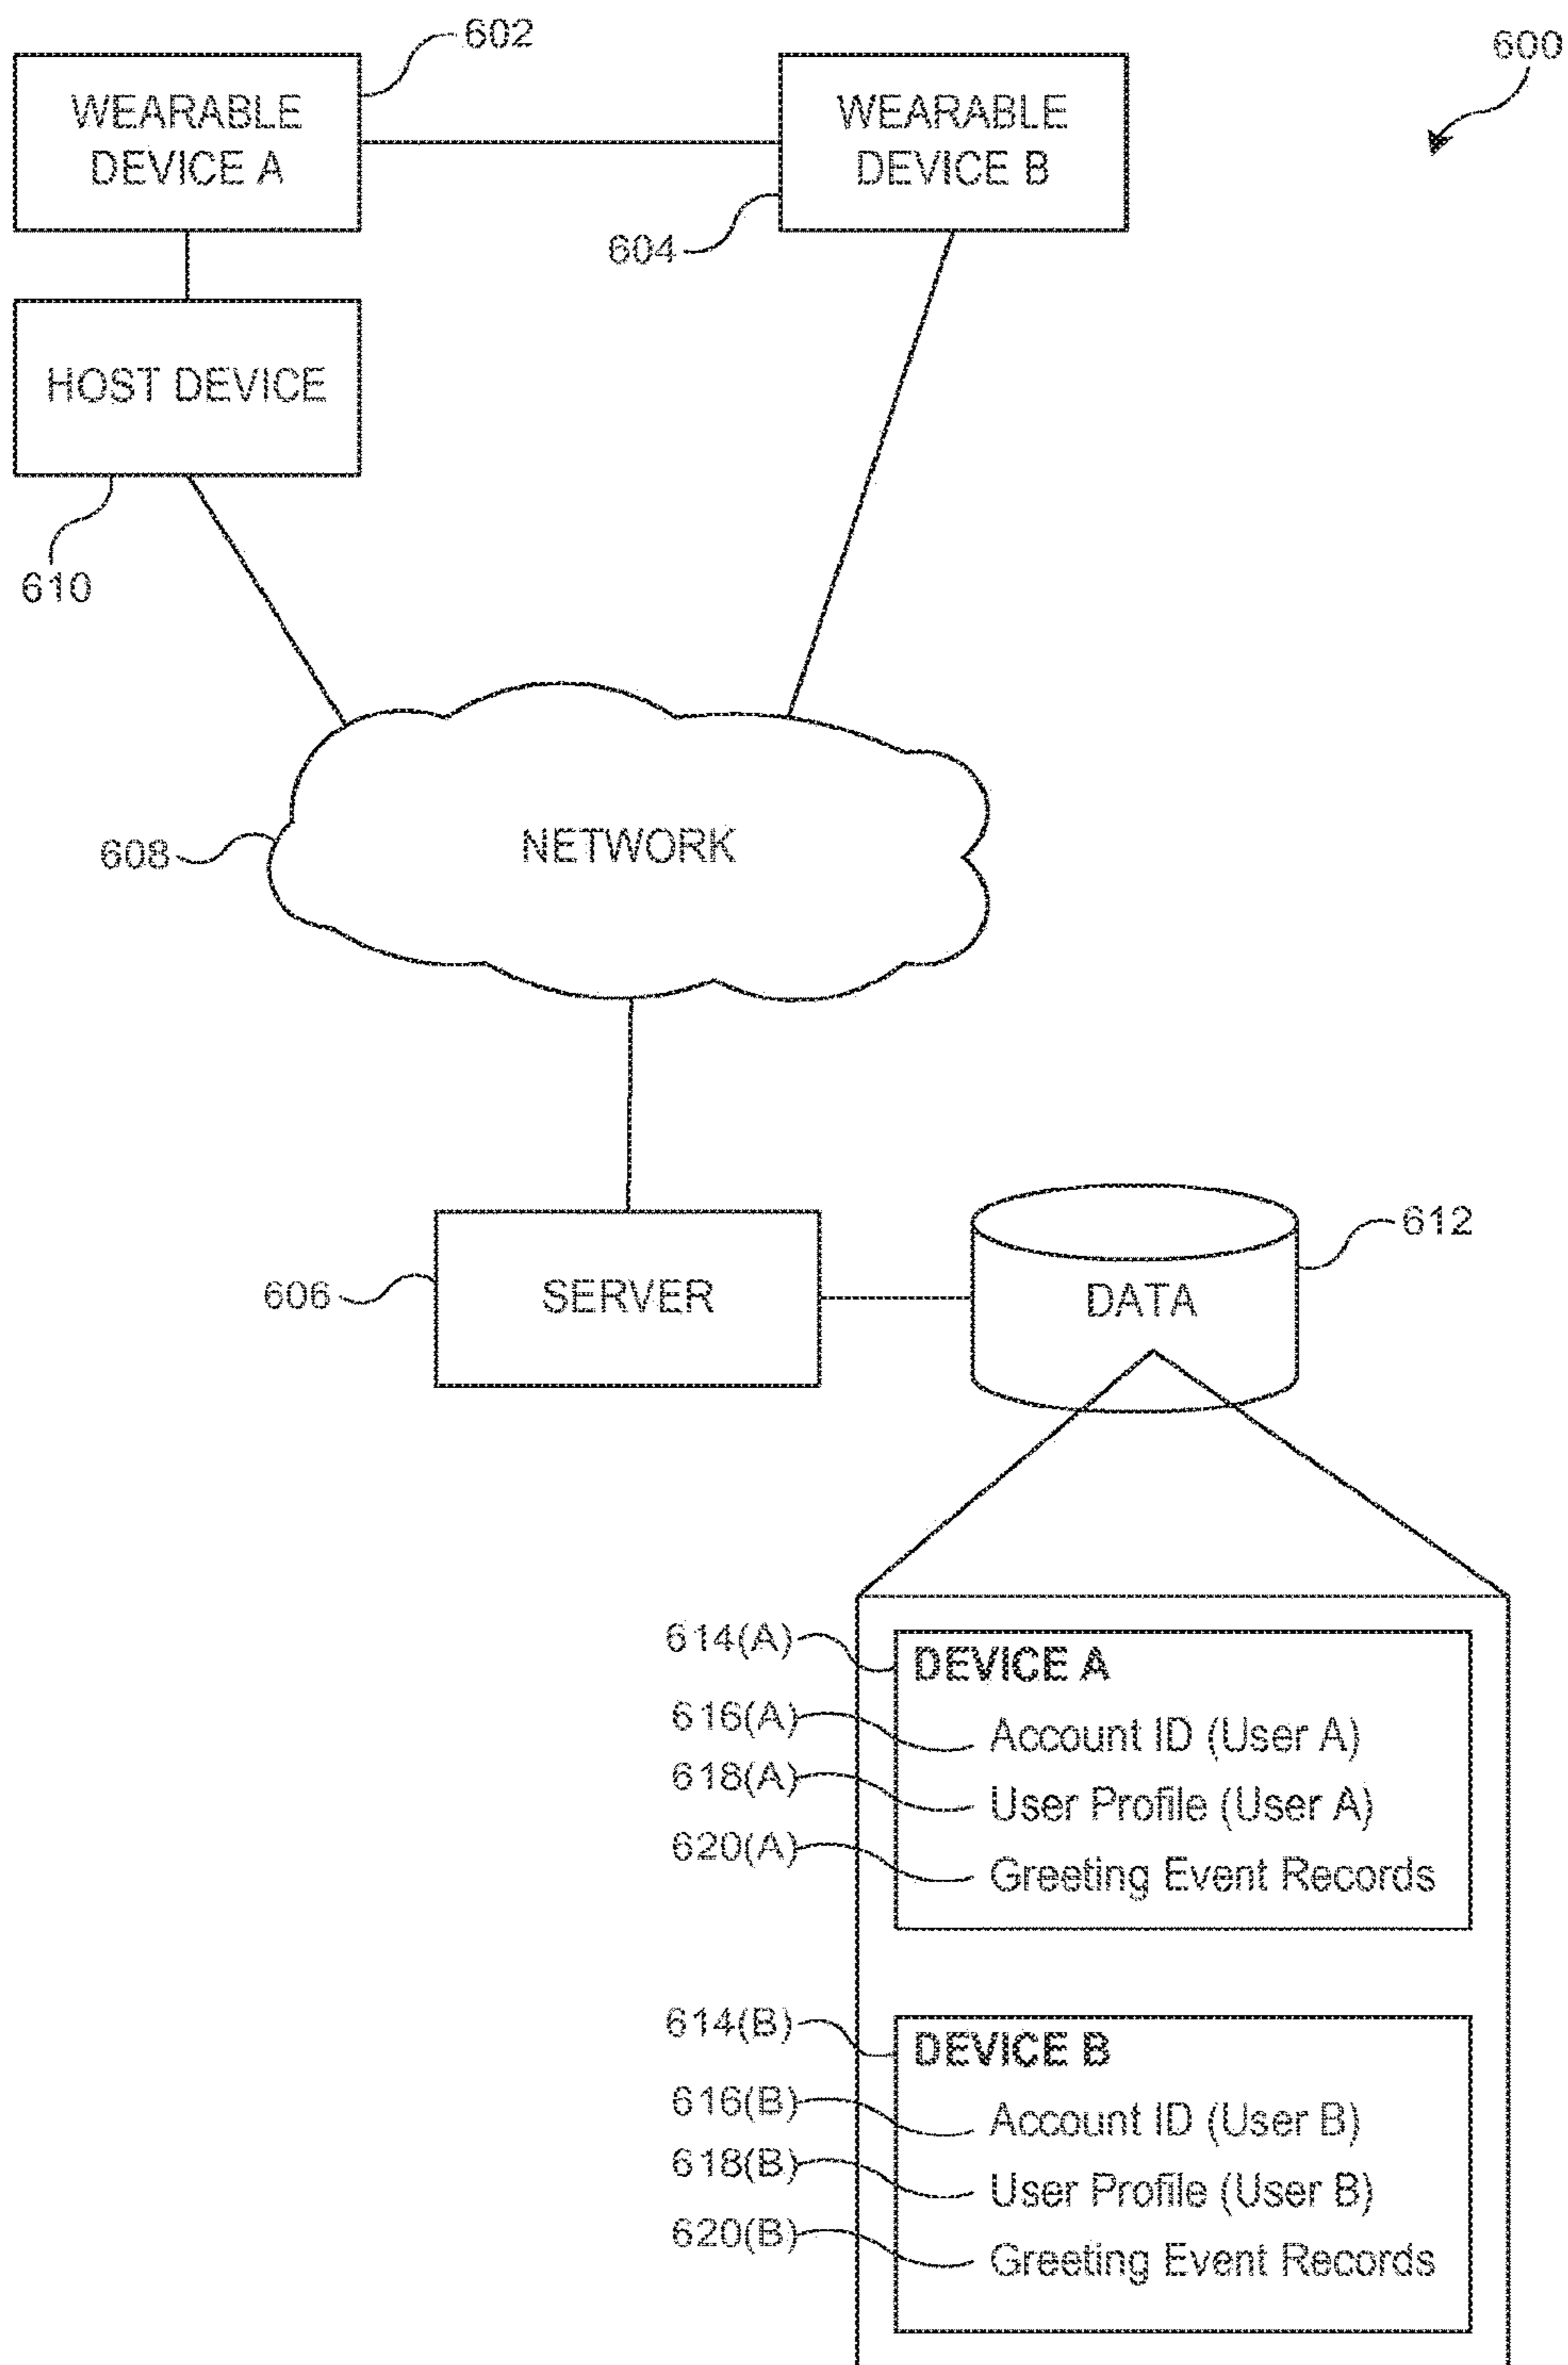 602
600
WEARABLE
DEVICE A
WEARABLE
DEVICE B
604
HOST DEVICE
610
608
NETWORK
606
SERVER
DATA
612
614(A)
DEVICE A
616(A)
Account ID (User A)
618(A)
User Profile (User A)
620(A)
Greeting Event Records
614(B)
DEVICE B
616(B)
Account ID (User B)
618(B)
User Profile (User B)
620(B)
Greeting Event Records